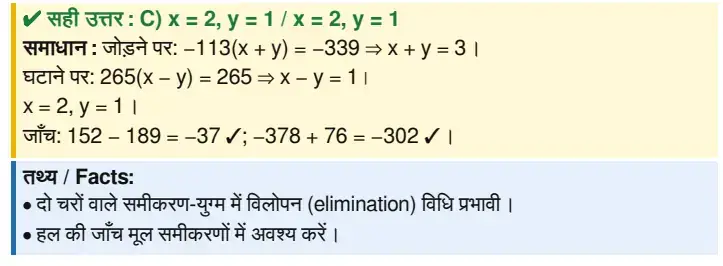 ✔ सही उत्तर : C) x = 2, y = 1 / x = 2, y = 1
समाधान : जोड़ने पर: −113(x + y) = −339 ⇒ x + y = 3 ।
घटाने पर: 265(x − y) = 265 ⇒ x − y = 1।
x = 2, y = 1 ।
जाँच: 152 − 189 = −37 ✓; −378 + 76 = −302 ✓ ।
तथ्य / Facts:
• दो चरों वाले समीकरण-युग्म में विलोपन (elimination) विधि प्रभावी ।
• हल की जाँच मूल समीकरणों में अवश्य करें ।